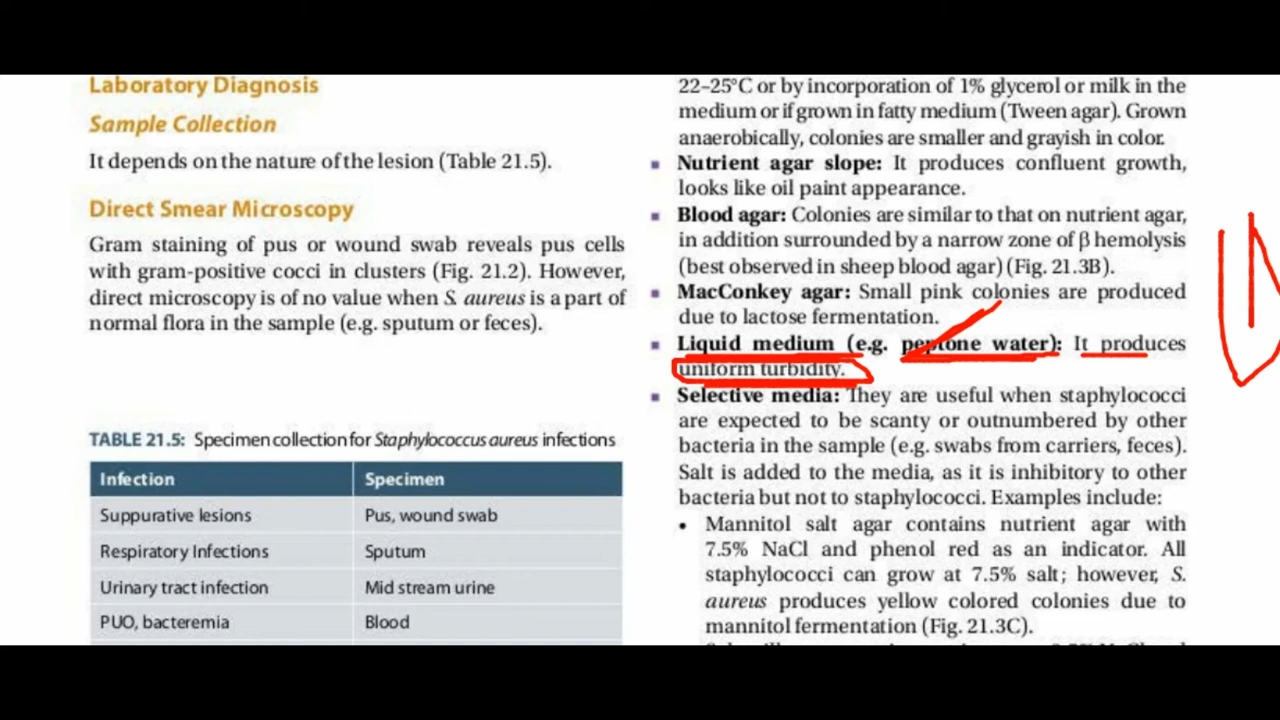 Laboratory Diagnosis
Sample Collection
It depends on the nature of the lesion (Table 21.5).
Direct Smear Microscopy
Gram staining of pus or wound swab reveals pus cells
with gram-positive cocci in clusters (Fig. 21.2). However,
direct microscopy is of no value when S. aureus is a part of
normal flora in the sample (e.g. sputum or feces).
TABLE 21.5: Specimen collection for Staphylococcus aureus infections
Infection Specimen
Suppurative lesions Pus, wound swab
Respiratory Infections Sputum
Urinary tract infection Mid stream urine
PUO, bacteremia Blood
22–25°C or by incorporation of 1% glycerol or milk in the
medium or if grown in fatty medium (Tween agar). Grown
anaerobically, colonies are smaller and grayish in color.
▪ Nutrient agar slope: It produces confluent growth,
looks like oil paint appearance.
▪ Blood agar: Colonies are similar to that on nutrient agar,
in addition surrounded by a narrow zone of β hemolysis
(best observed in sheep blood agar) (Fig. 21.3B).
▪ MacConkey agar: Small pink colonies are produced
due to lactose fermentation.
▪ Liquid medium (e.g. peptone water): It produces
uniform turbidity.
▪ Selective media: They are useful when staphylococci
are expected to be scanty or outnumbered by other
bacteria in the sample (e.g. swabs from carriers, feces).
Salt is added to the media, as it is inhibitory to other
bacteria but not to staphylococci. Examples include:
• Mannitol salt agar contains nutrient agar with
7.5% NaCl and phenol red as an indicator. All
staphylococci can grow at 7.5% salt; however, S.
aureus produces yellow colored colonies due to
mannitol fermentation (Fig. 21.3C).